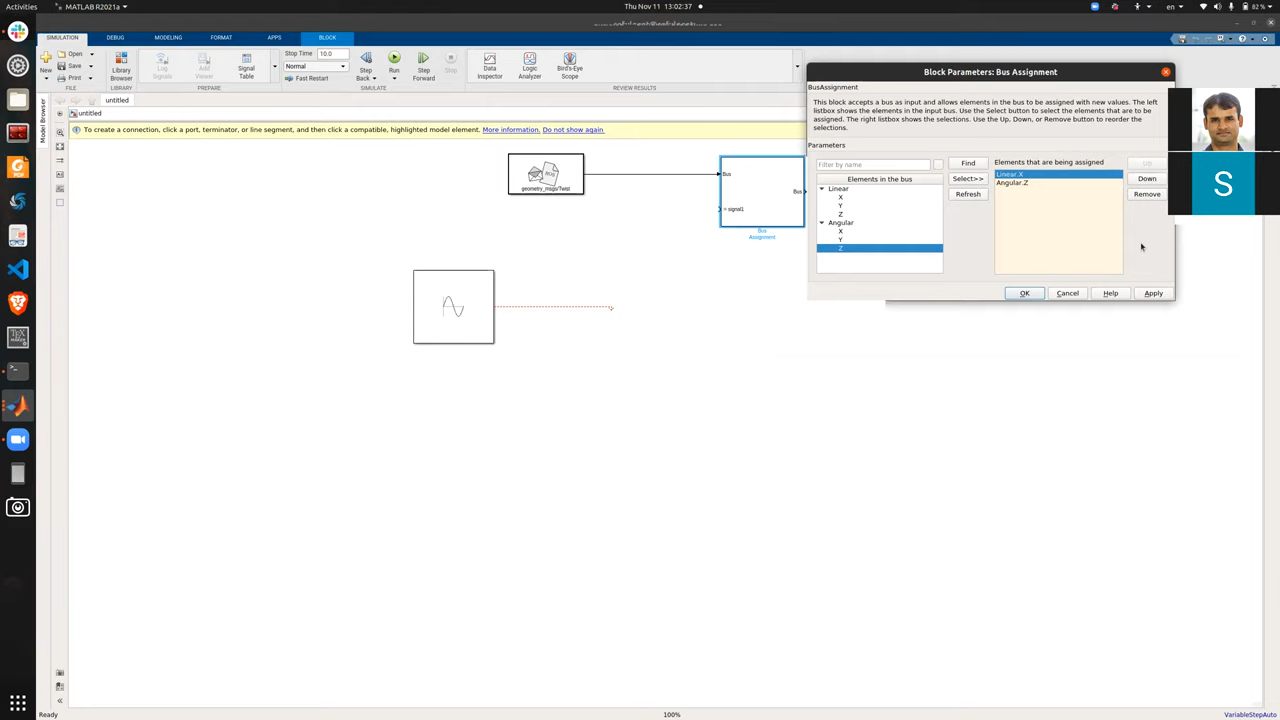 Activities
MATLAB R2021a
Thu Nov 11 13:02:37
en
82 %
SIMULATION
DEBUG
MODELING
FORMAT
APPS
BLOCK
New
Open
Save
Print
FILE
Library Browser
LIBRARY
Log Signals
Add Viewer
Signal Table
PREPARE
Stop Time 10.0
Normal
Fast Restart
Step Back
Run
Step Forward
Stop
SIMULATE
Data Inspector
Logic Analyzer
Bird's-Eye Scope
REVIEW RESULTS
untitled
untitled
Model Browser
To create a connection, click a port, terminator, or line segment, and then click a compatible, highlighted model element. More information. Do not show again.
geometry_msgs/Twist
Bus
Bus
:= signal1
Bus
Assignment
Block Parameters: Bus Assignment
BusAssignment
This block accepts a bus as input and allows elements in the bus to be assigned with new values. The left
listbox shows the elements in the input bus. Use the Select button to select the elements that are to be
assigned. The right listbox shows the selections. Use the Up, Down, or Remove button to reorder the
selections.
Parameters
Filter by name
Elements in the bus
Linear
X
Y
Z
Angular
X
Y
Z
Find
Select>>
Refresh
Elements that are being assigned
Linear.X
Angular.Z
Up
Down
Remove
OK
Cancel
Help
Apply
S
Ready
100%
VariableStepAuto